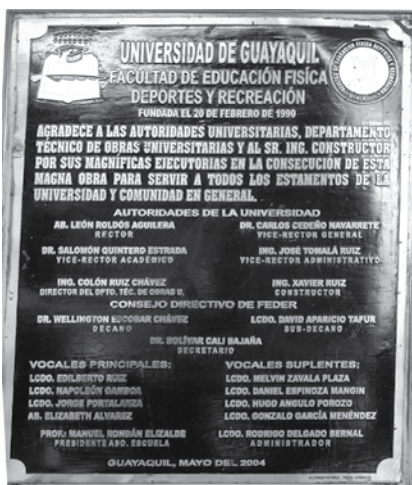 UNIVERSIDAD DE GUAYAQUIL
FACULTAD DE EDUCACIÓN FISICA
DEPORTES Y RECREACIÓN
FUNDADA EL 20 DE FEBRERO DE 1990
AGRADECE A LAS AUTORIDADES UNIVERSITARIAS, DEPARTAMENTO
TÉCNICO DE OBRAS UNIVERSITARIAS Y AL SR. ING. CONSTRUCTOR
POR SUS MAGNÍFICAS EJECUTORIAS EN LA CONSECUCIÓN DE ESTA
MAGNA OBRA PARA SERVIR A TODOS LOS ESTAMENTOS DE LA
UNIVERSIDAD Y COMUNIDAD EN GENERAL.
AUTORIDADES DE LA UNIVERSIDAD
AB. LEÓN ROLDÓS AGUILERA
RECTOR
DR. CARLOS CEDEÑO NAVARRETE
VICE-RECTOR GENERAL
DR. SALOMÓN QUINTERO ESTRADA
VICE-RECTOR ACADÉMICO
ING. JOSÉ TOMALÁ RUIZ
VICE-RECTOR ADMINISTRATIVO
ING. COLÓN RUIZ CHÁVEZ
DIRECTOR DEL DPTO. TÉC. DE OBRAS U.
ING. XAVIER RUIZ
CONSTRUCTOR
CONSEJO DIRECTIVO DE FEDER
DR. WELLINGTON ESCOBAR CHÁVEZ
DECANO
LCDO. DAVID APARICIO TAFUR
SUB-DECANO
DR. BOLÍVAR CALI BAJAÑA
SECRETARIO
VOCALES PRINCIPALES:
LCDO. EDILBERTO RUIZ
LCDO. NAPOLEÓN GAMBOA
LCDO. JORGE PORTALANZA
AB. ELIZABETH ALVAREZ
PROF.: MANUEL RONDÁN ELIZALDE
PRESIDENTE ASO. ESCUELA
VOCALES SUPLENTES:
LCDO. MELVIN ZAVALA PLAZA
LCDO. DANIEL ESPINOZA MANGIN
LCDO. HUGO ANGULO POROZO
LCDO. GONZALO GARCÍA MENÉNDEZ
LCDO. RODRIGO DELGADO BERNAL
ADMINISTRADOR
GUAYAQUIL, MAYO DEL 2004